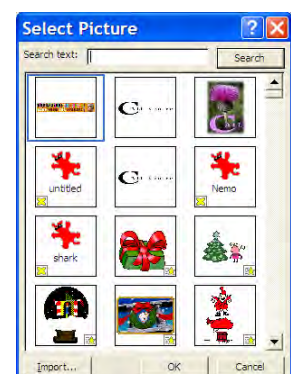 Select Picture
Search text:
Search
untitled
Nemo
shark
Import...
OK
Cancel